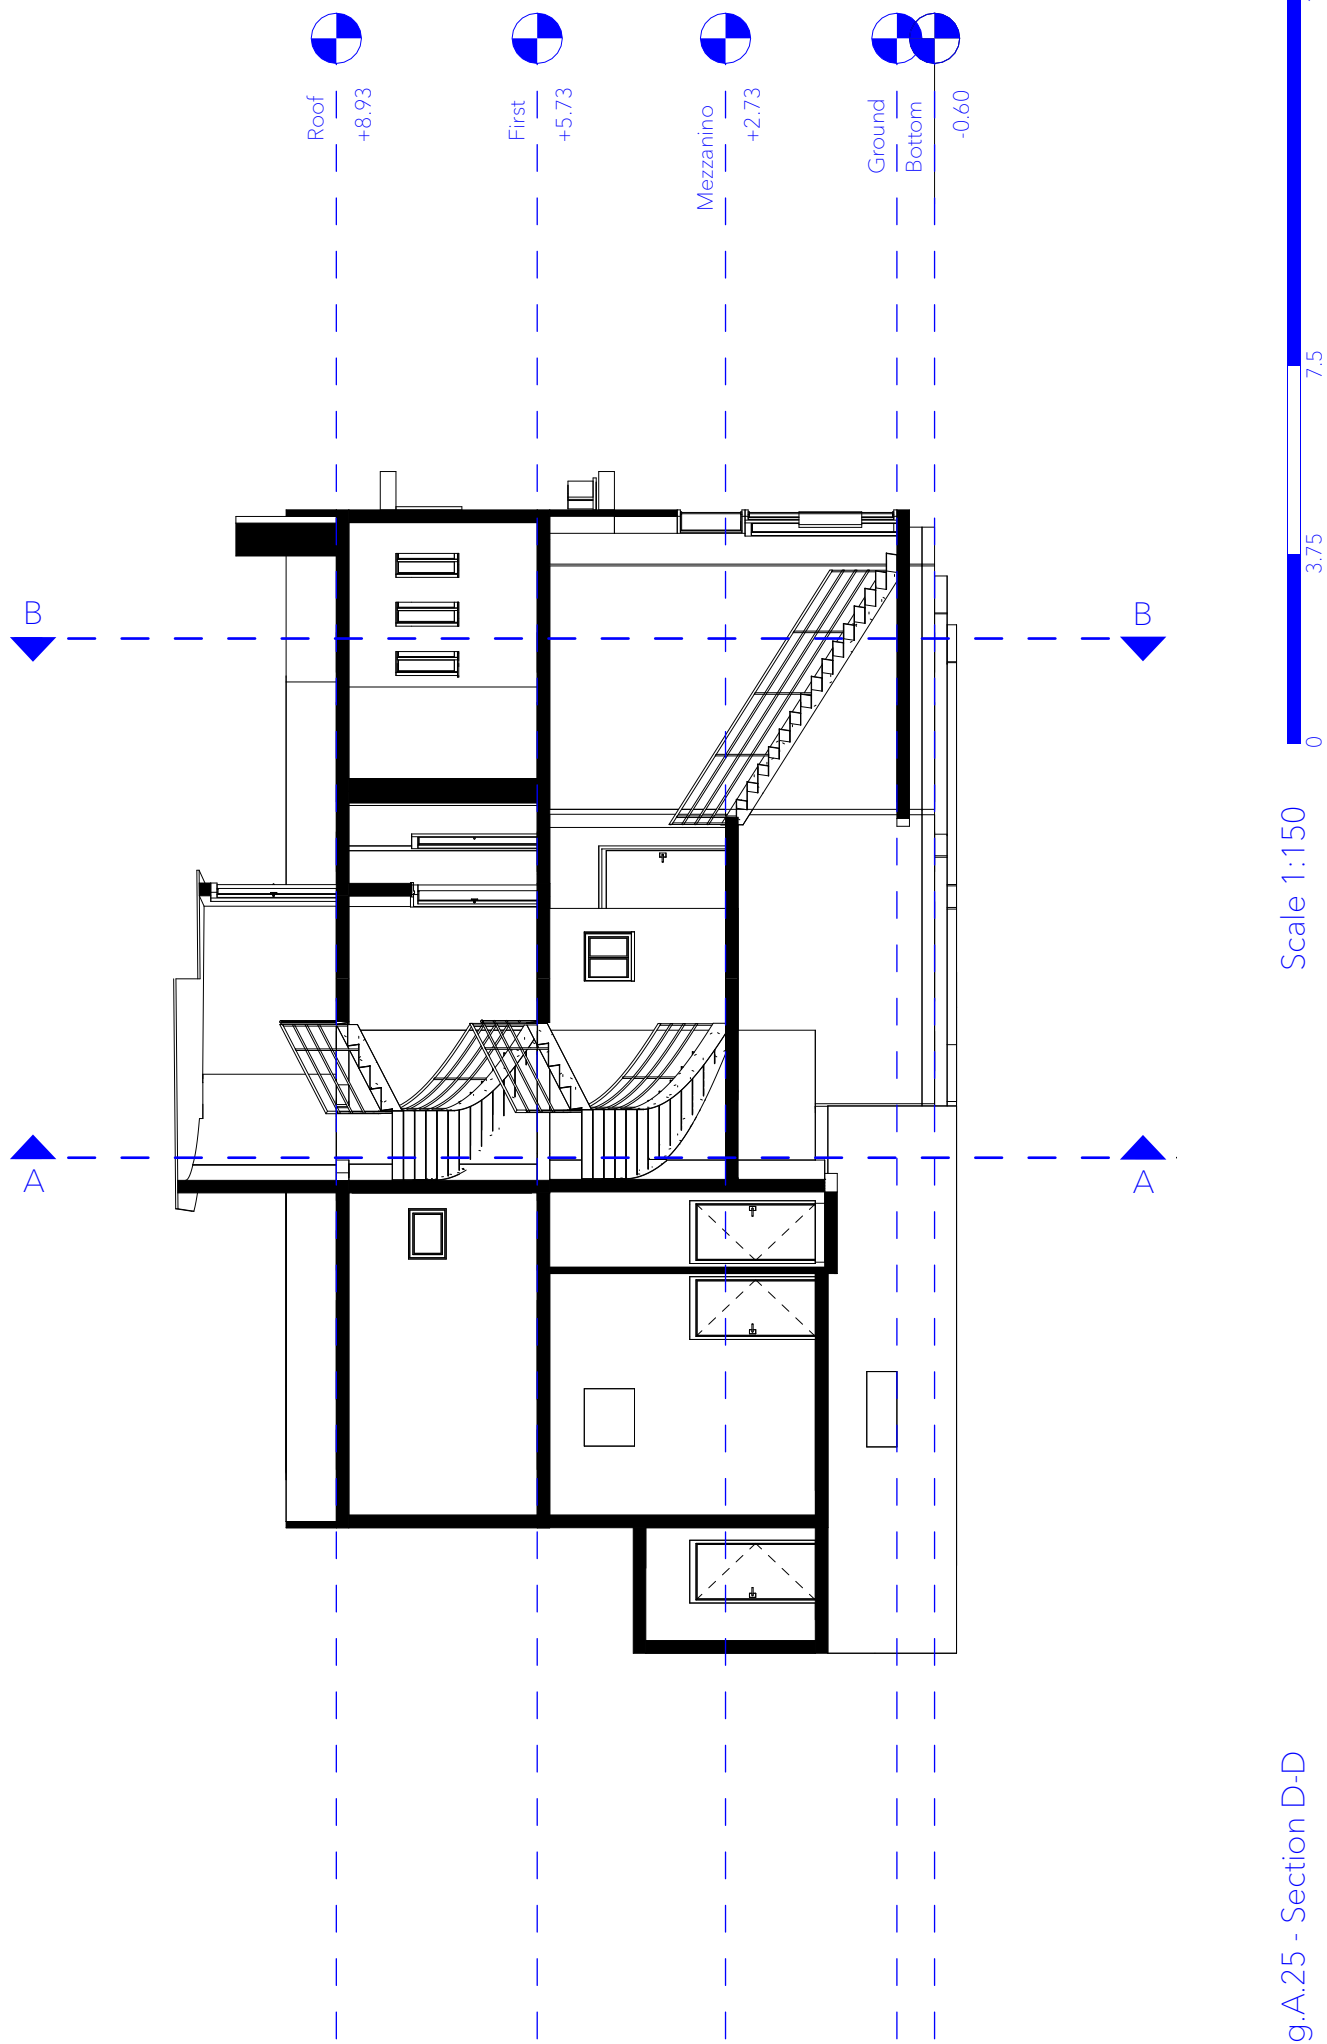 Roof
+8.93
First
+5.73
Mezzanino
+2.73
Ground
Bottom
-0.60
B
B
A
A
0
3.75
7.5
Scale 1:150
g.A.25 - Section D-D